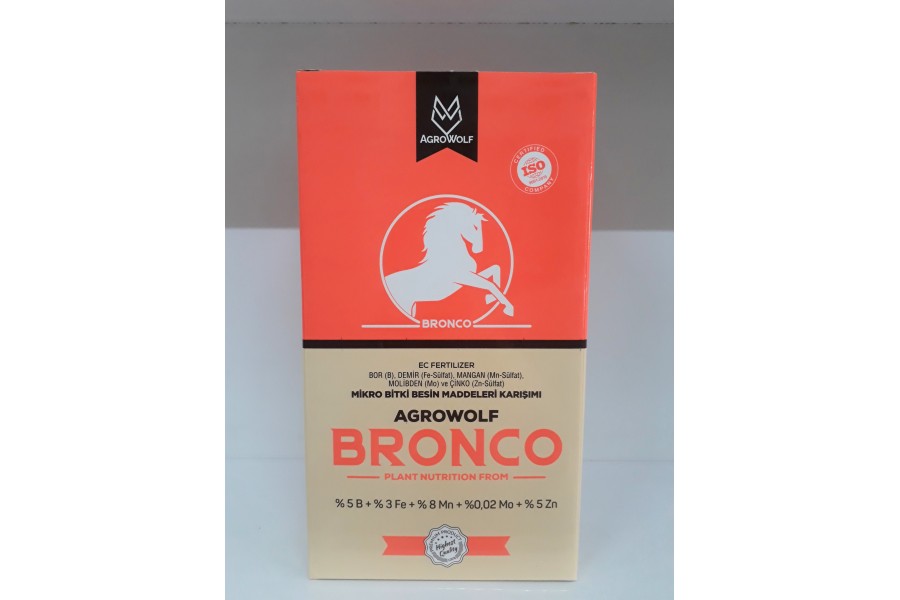 AGROWOLF
CERTIFIED
ISO
COMPANY
BRONCO
EC FERTILIZER
BOR (B), DEMİR (Fe-Sülfat), MANGAN (Mn-Sülfat),
MOLİBDEN (Mo) ve ÇİNKO (Zn-Sülfat)
MİKRO BİTKİ BESİN MADDELERİ KARIŞIMI
AGROWOLF
BRONCO
PLANT NUTRITION FROM
% 5 B + % 3 Fe + % 8 Mn + %0,02 Mo + % 5 Zn
PREMIUM PRODUCT
Highest
Quality